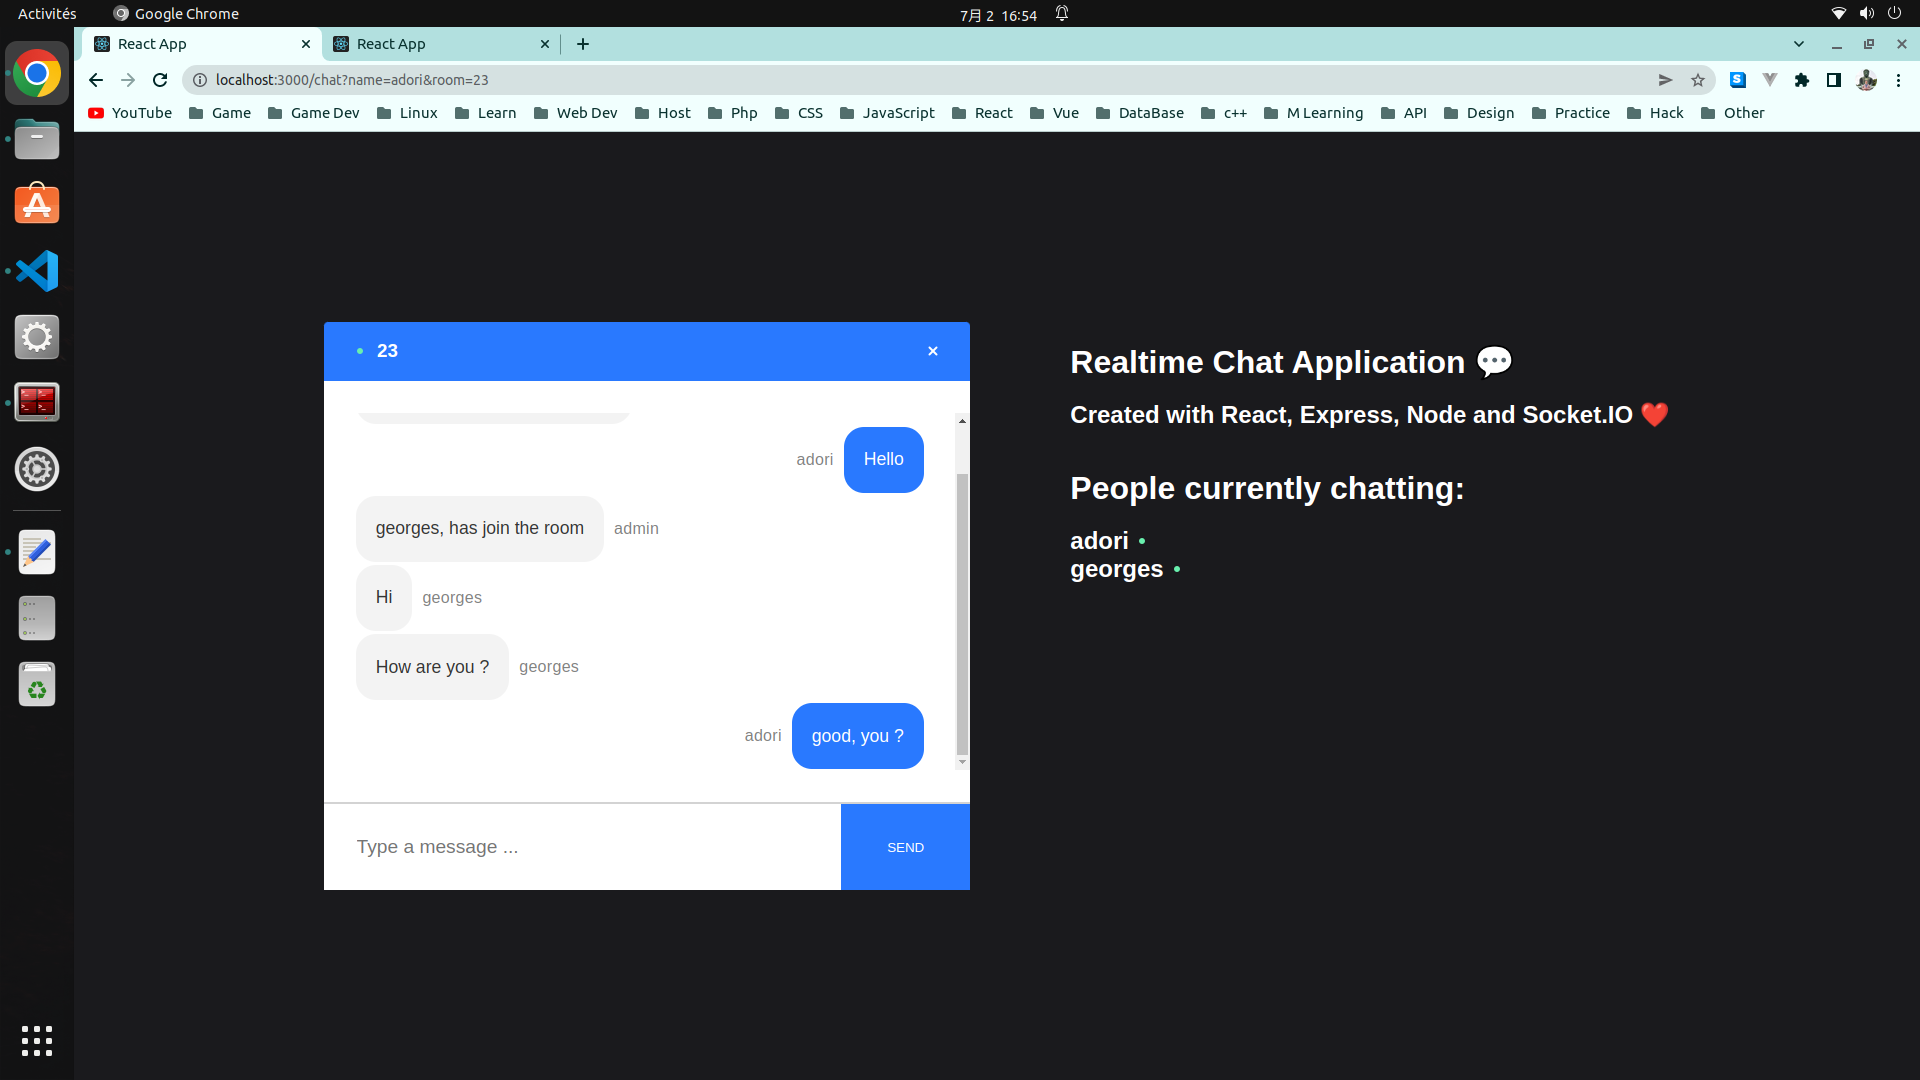 Activités Google Chrome 7月 2 16:54
React App React App
localhost:3000/chat?name=adori&room=23
YouTube Game Game Dev Linux Learn Web Dev Host Php CSS JavaScript React Vue DataBase c++ M Learning API Design Practice Hack Other
23
adori Hello
georges, has join the room admin
Hi georges
How are you ? georges
adori good, you ?
Type a message ... SEND
Realtime Chat Application 💬
Created with React, Express, Node and Socket.IO ❤️
People currently chatting:
adori
georges